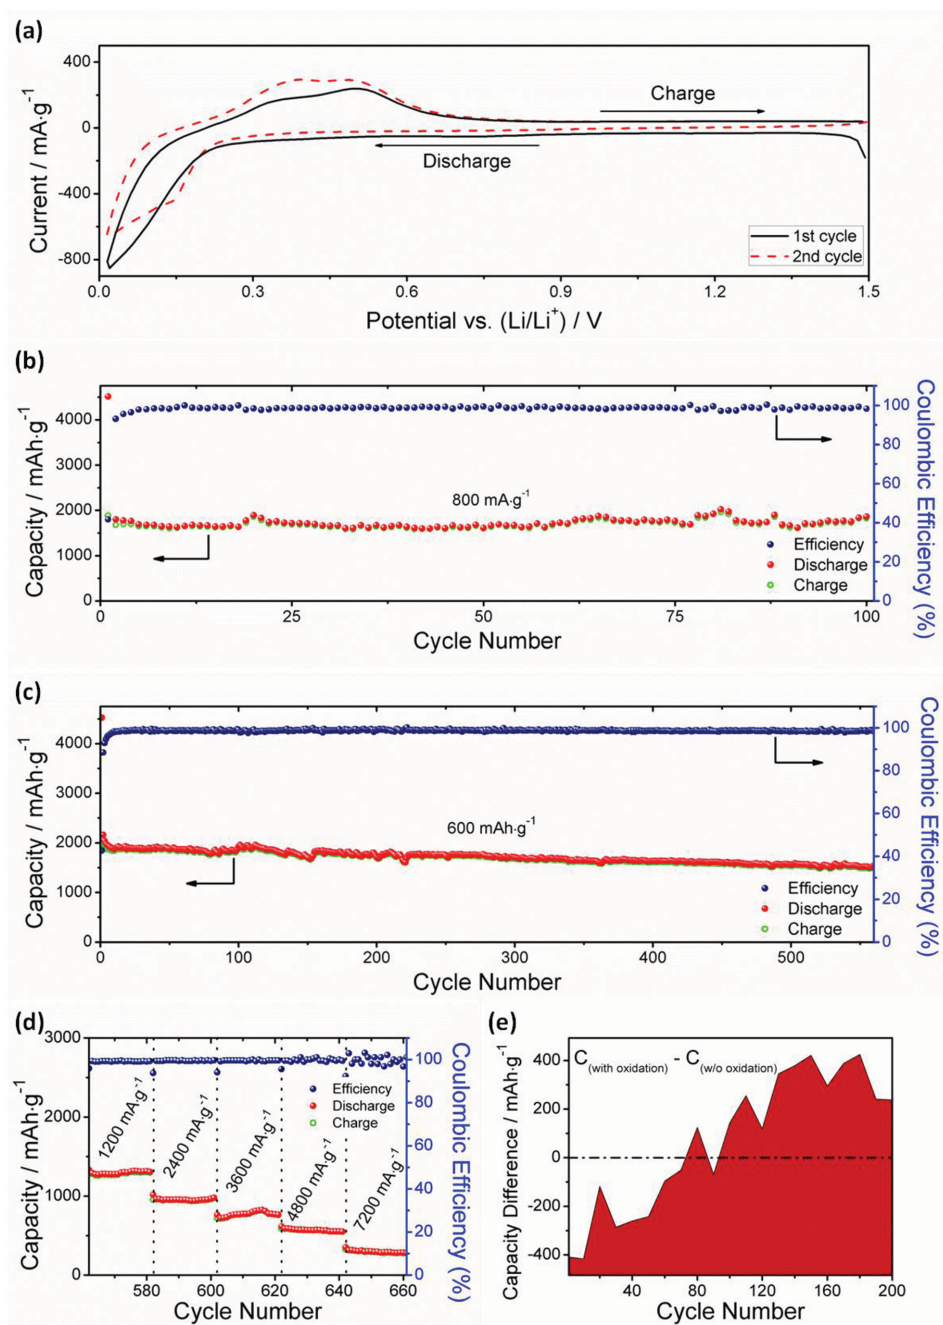 (a)
Current / mA·g⁻¹
400
0
-400
-800
Charge
Discharge
1st cycle
2nd cycle
0.0 0.3 0.6 0.9 1.2 1.5
Potential vs. (Li/Li⁺) / V
(b)
Capacity / mAh·g⁻¹
4500
3000
1500
0
800 mA·g⁻¹
Efficiency
Discharge
Charge
100
80
60
40
20
0
Coulombic Efficiency (%)
0 25 50 75 100
Cycle Number
(c)
Capacity / mAh·g⁻¹
4000
3000
2000
1000
0
600 mAh·g⁻¹
Efficiency
Discharge
Charge
100
80
60
40
20
0
Coulombic Efficiency (%)
0 100 200 300 400 500
Cycle Number
(d)
Capacity / mAh·g⁻¹
3000
2000
1000
0
Efficiency
Discharge
Charge
1200 mA·g⁻¹
2400 mA·g⁻¹
3600 mA·g⁻¹
4800 mA·g⁻¹
7200 mA·g⁻¹
100
80
60
40
20
0
Coulombic Efficiency (%)
580 600 620 640 660
Cycle Number
(e)
Capacity Difference / mAh·g⁻¹
400
200
0
-200
-400
C(with oxidation) - C(w/o oxidation)
0 40 80 120 160 200
Cycle Number